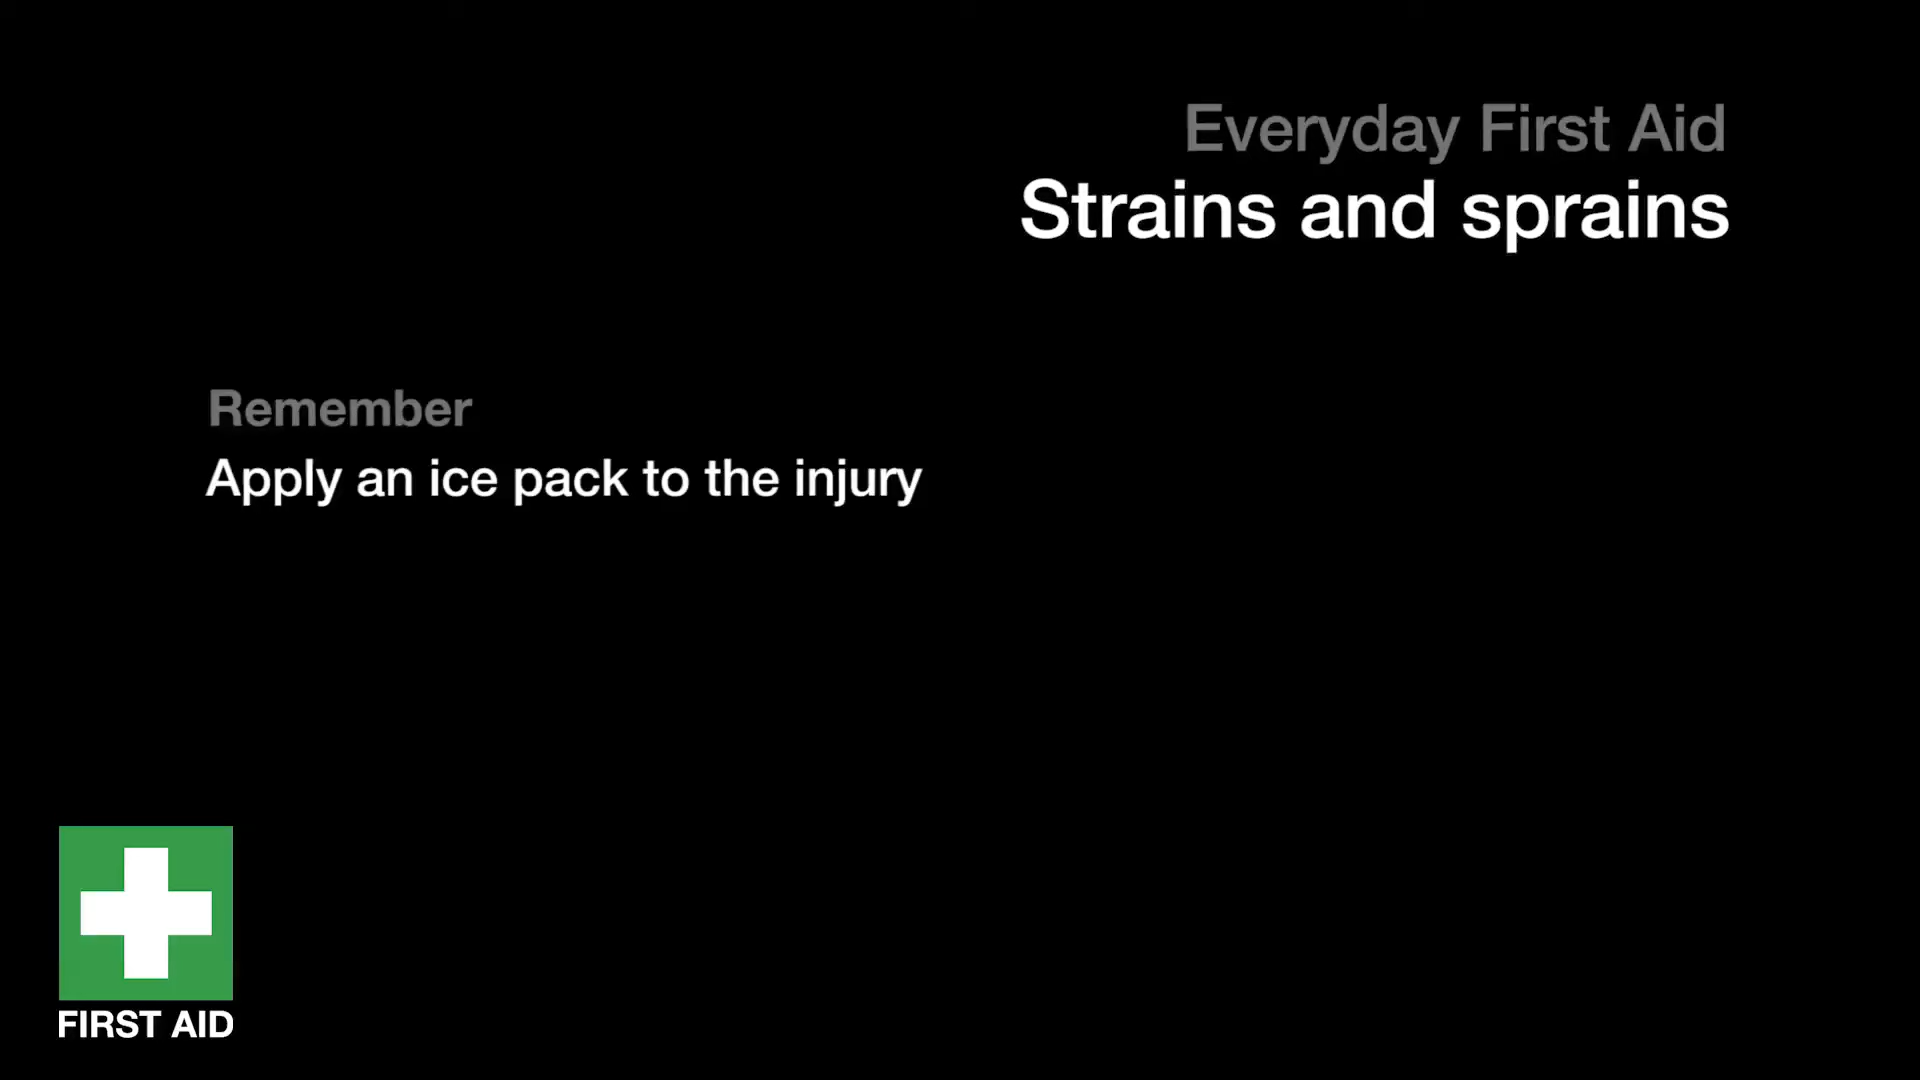 Everyday First Aid
Strains and sprains
Remember
Apply an ice pack to the injury
FIRST AID